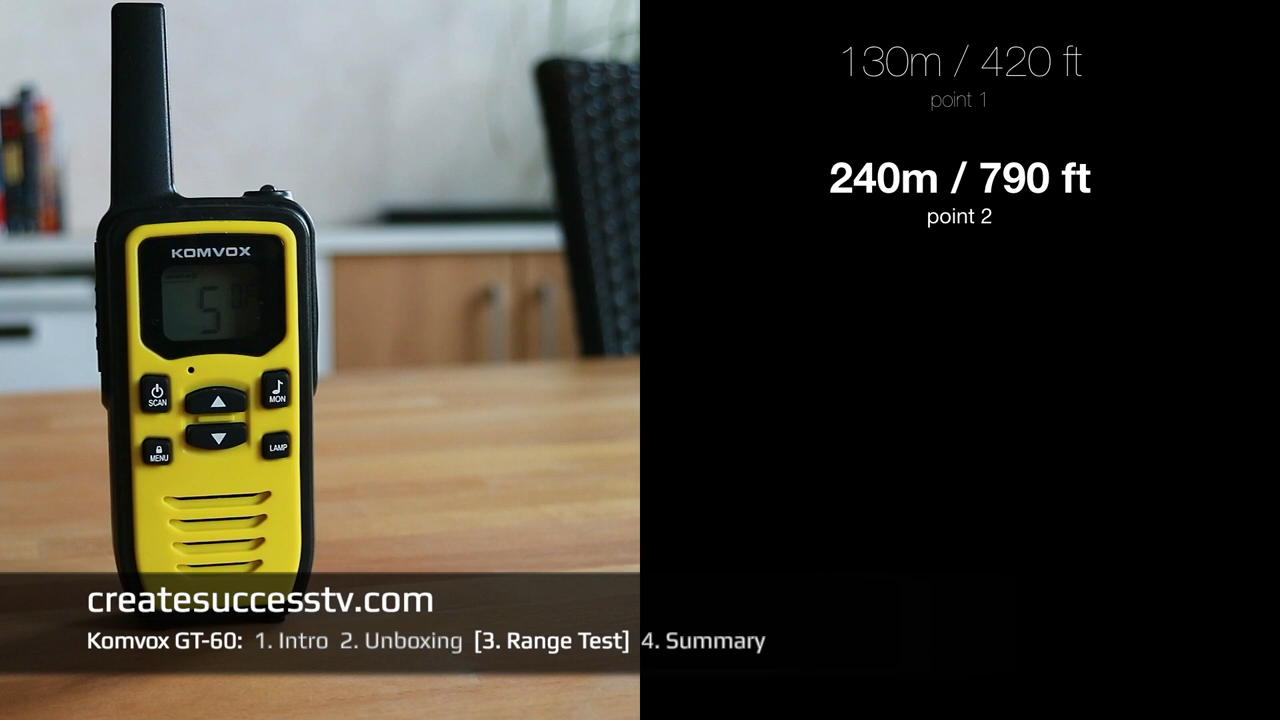 KOMVOX
5
SCAN
MON
MENU
LAMP
130m / 420 ft
point 1
240m / 790 ft
point 2
createsuccesstv.com
Komvox GT-60: 1. Intro 2. Unboxing [3. Range Test] 4. Summary